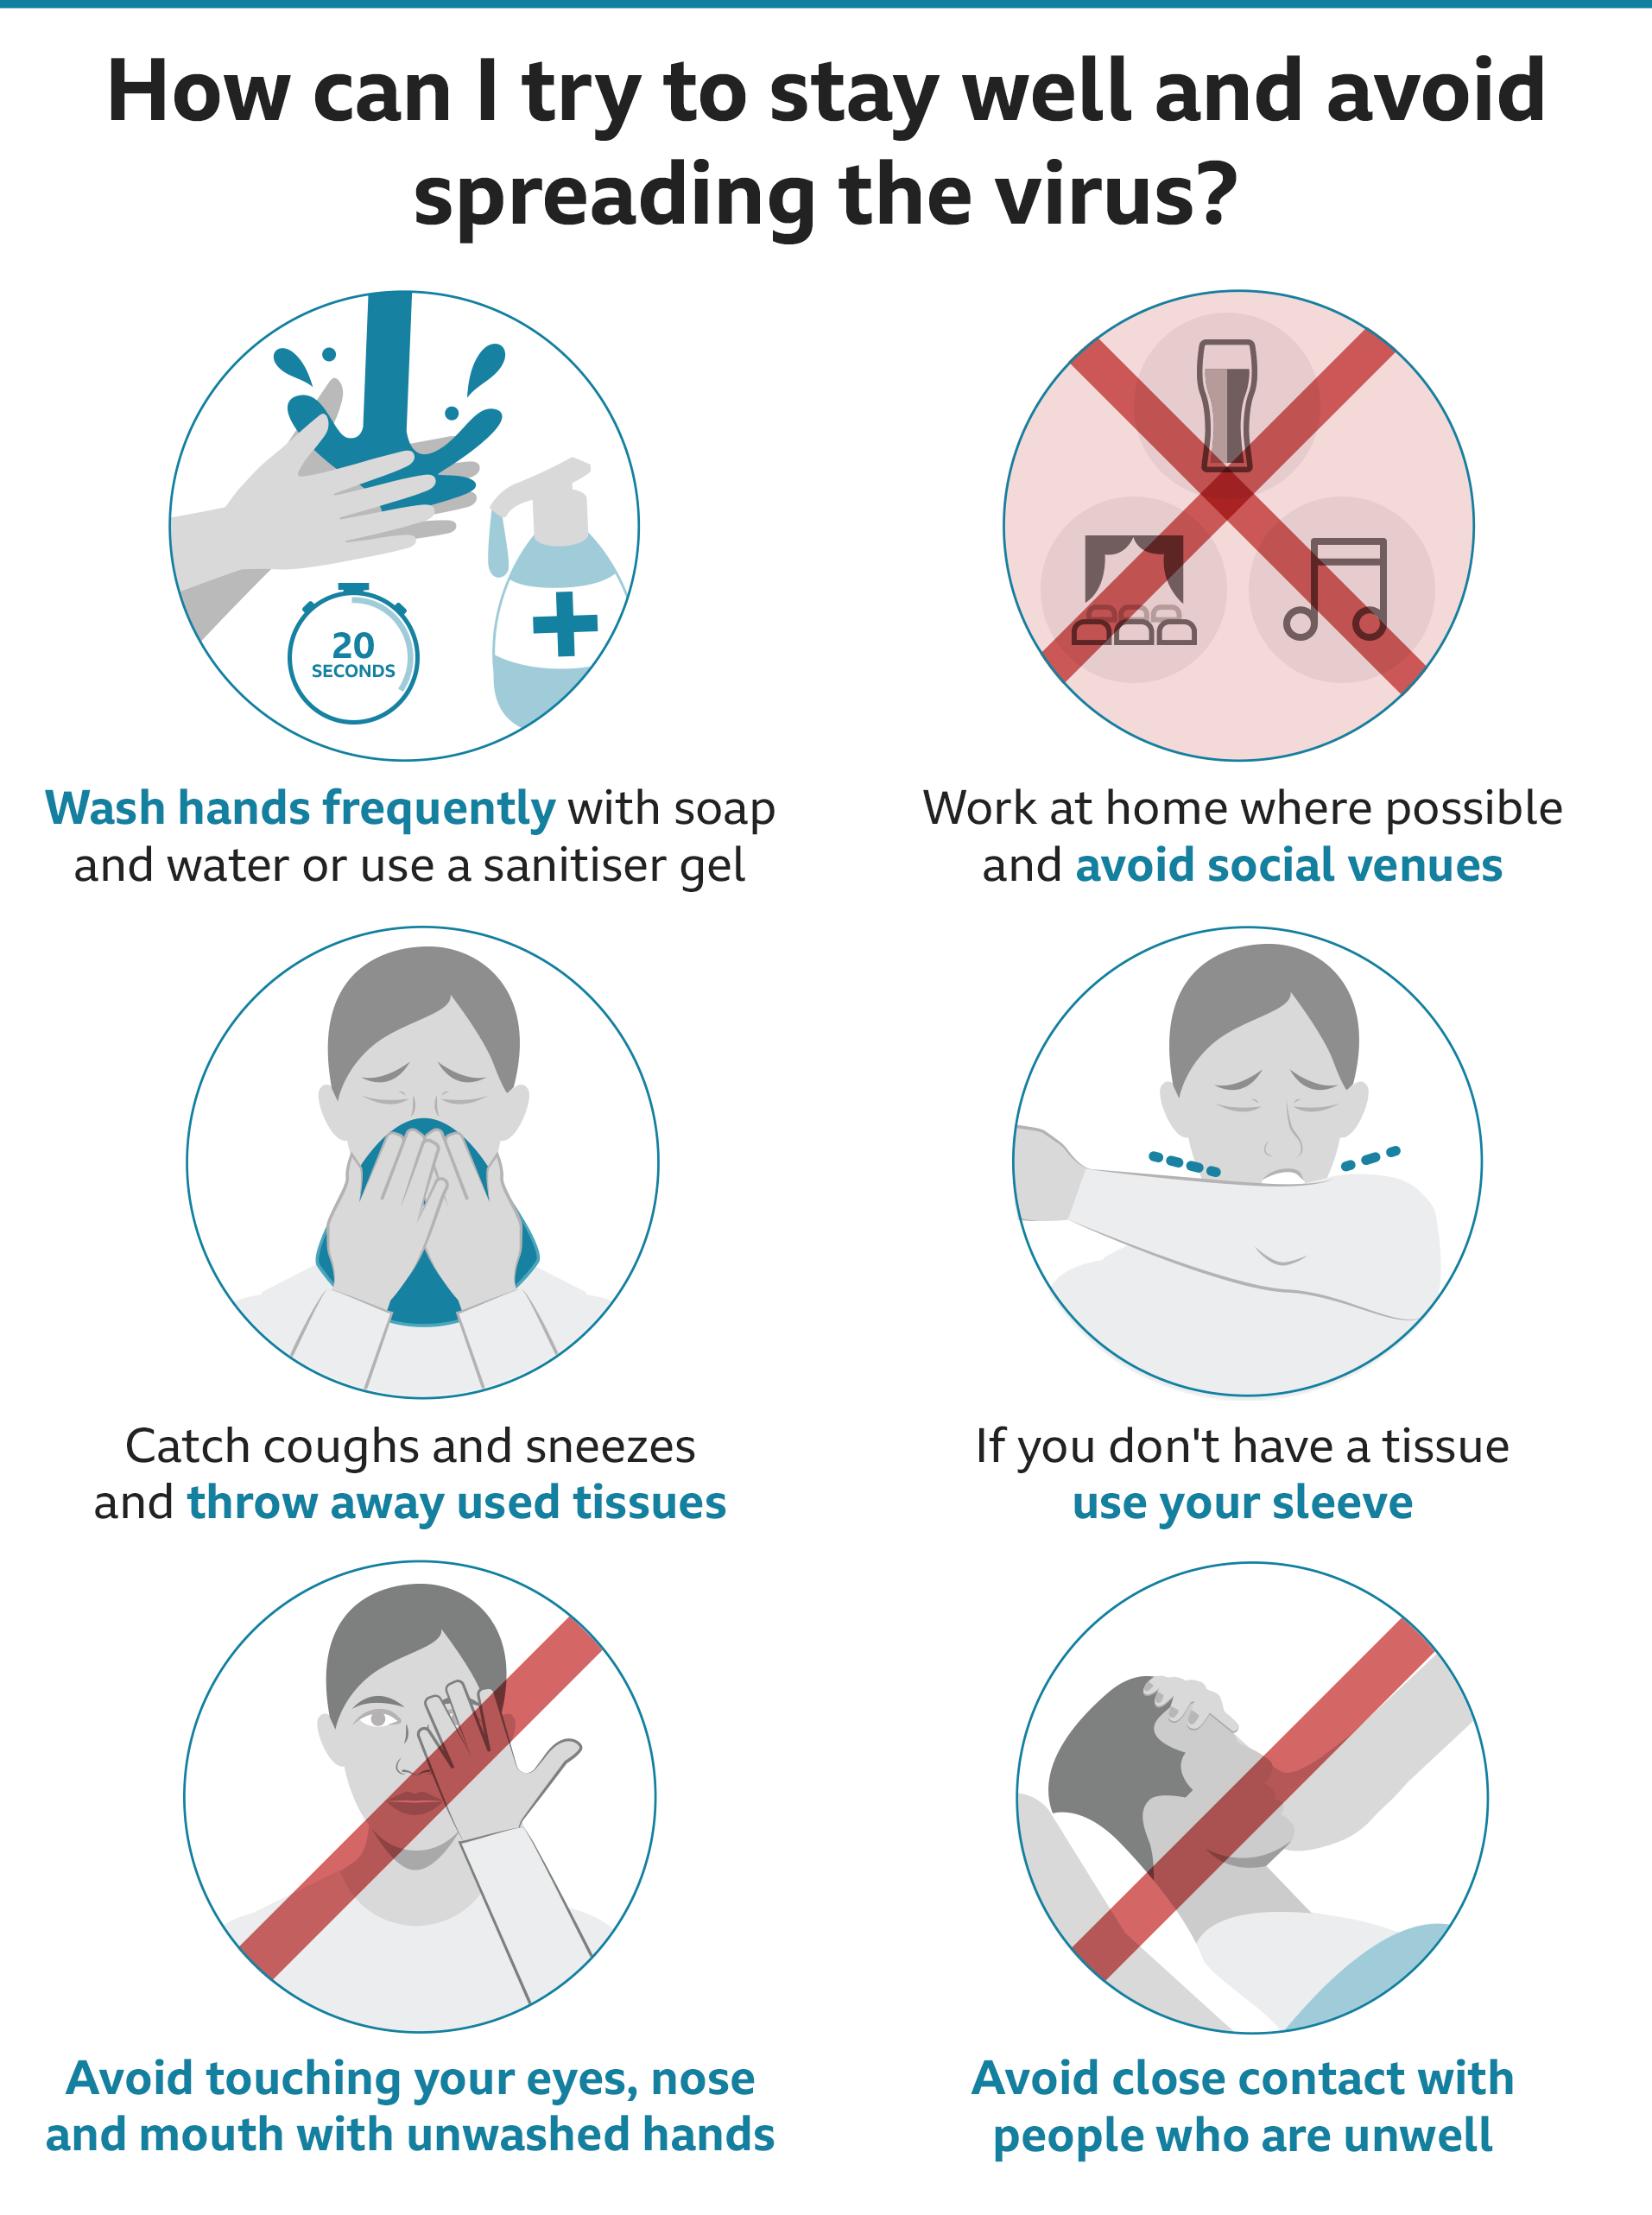 How can I try to stay well and avoid
spreading the virus?
20
SECONDS
Wash hands frequently with soap
and water or use a sanitiser gel
Work at home where possible
and avoid social venues
Catch coughs and sneezes
and throw away used tissues
If you don't have a tissue
use your sleeve
Avoid touching your eyes, nose
and mouth with unwashed hands
Avoid close contact with
people who are unwell